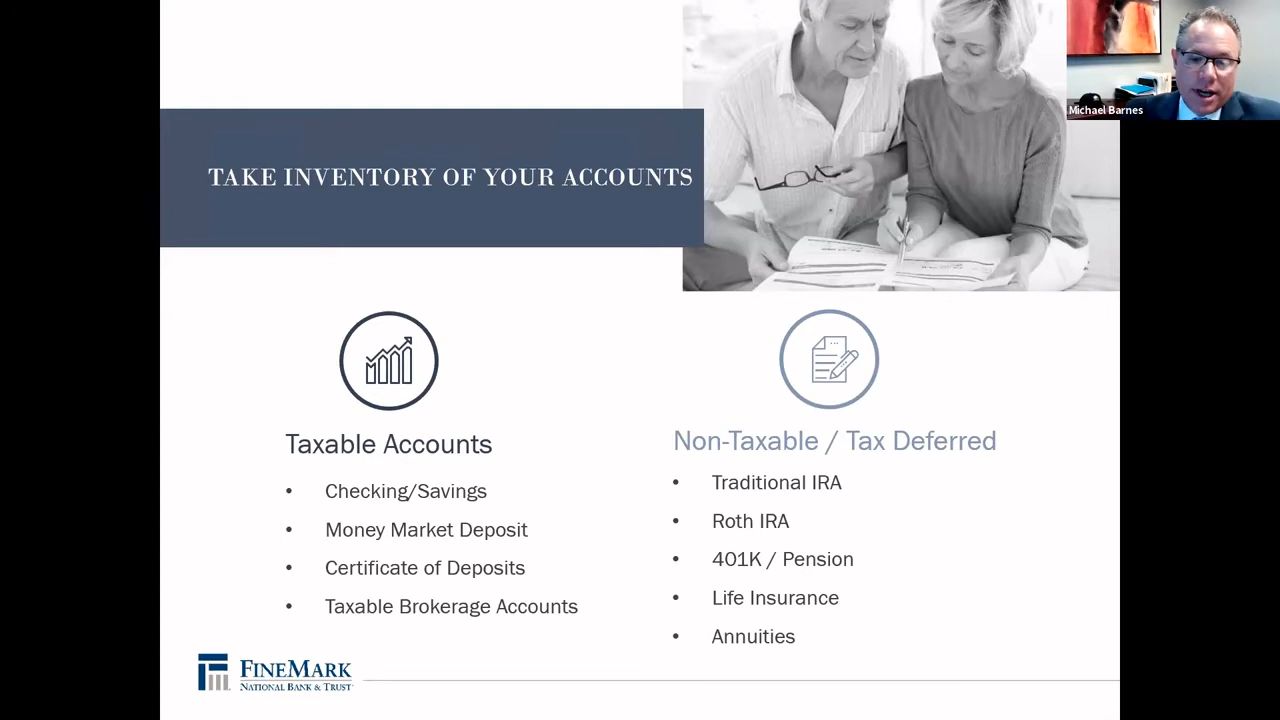 Michael Barnes
TAKE INVENTORY OF YOUR ACCOUNTS
Taxable Accounts
• Checking/Savings
• Money Market Deposit
• Certificate of Deposits
• Taxable Brokerage Accounts
Non-Taxable / Tax Deferred
• Traditional IRA
• Roth IRA
• 401K / Pension
• Life Insurance
• Annuities
FINEMARK
NATIONAL BANK & TRUST